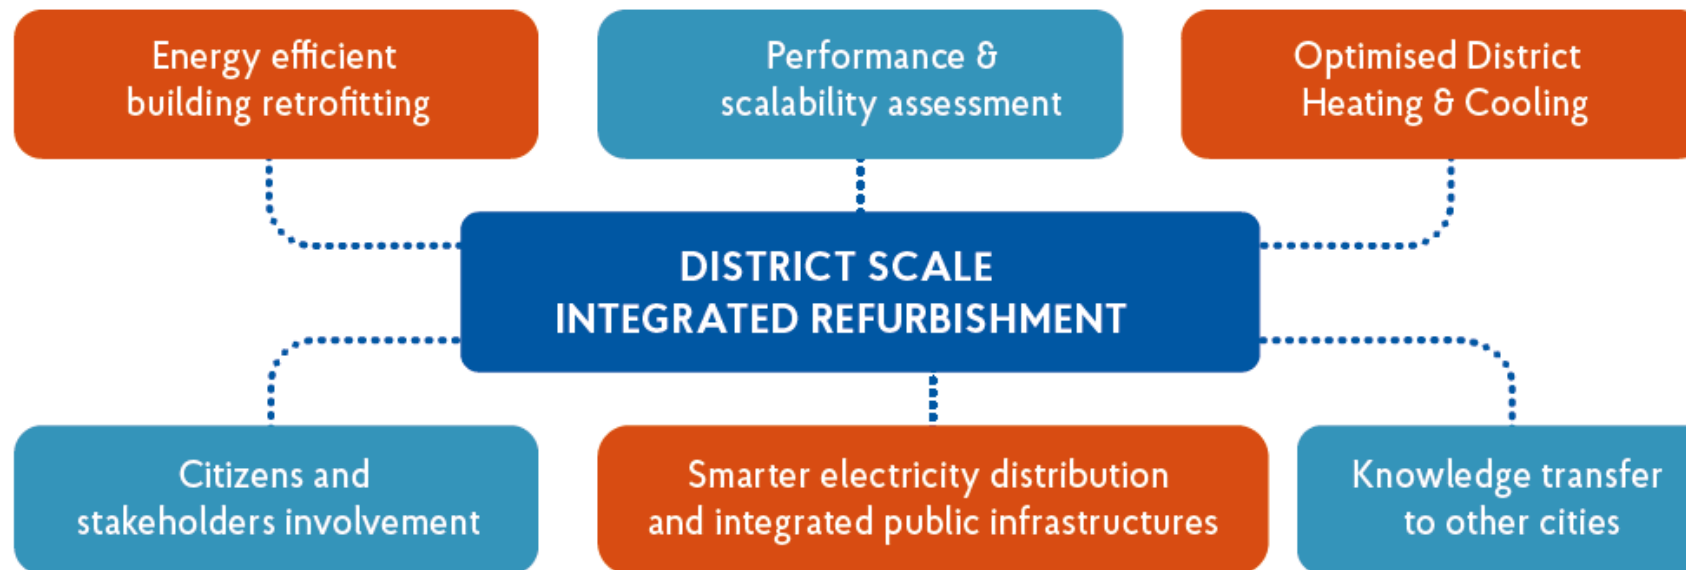 Energy efficient
building retrofitting
Performance &
scalability assessment
Optimised District
Heating & Cooling
DISTRICT SCALE
INTEGRATED REFURBISHMENT
Citizens and
stakeholders involvement
Smarter electricity distribution
and integrated public infrastructures
Knowledge transfer
to other cities